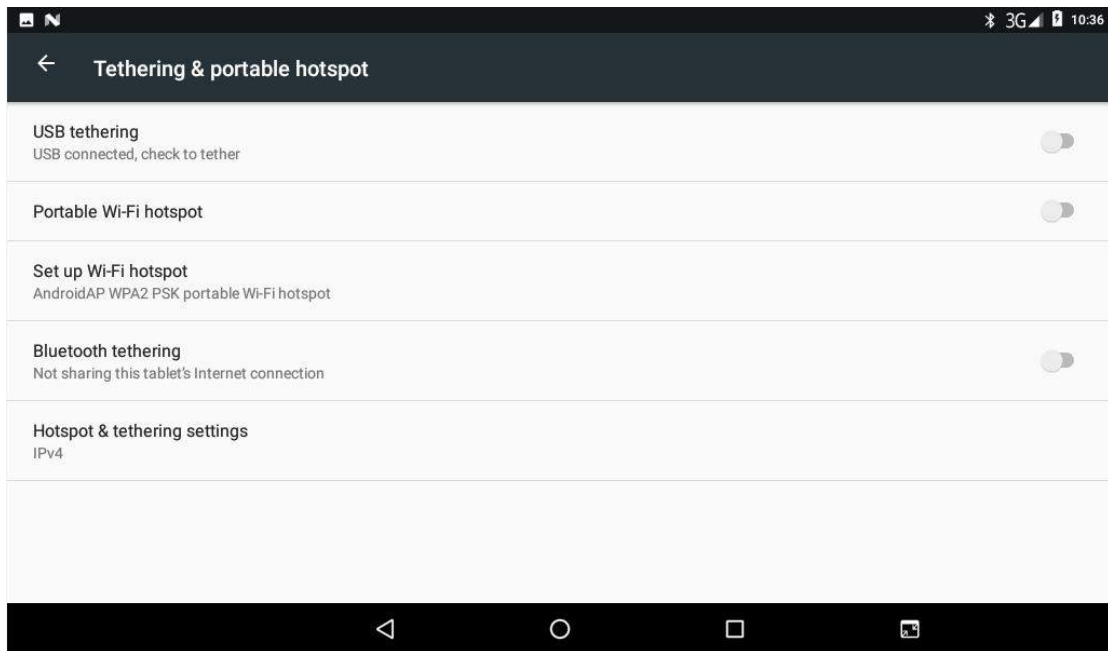 3G 10:36
Tethering & portable hotspot
USB tethering
USB connected, check to tether
Portable Wi-Fi hotspot
Set up Wi-Fi hotspot
AndroidAP WPA2 PSK portable Wi-Fi hotspot
Bluetooth tethering
Not sharing this tablet's Internet connection
Hotspot & tethering settings
IPv4